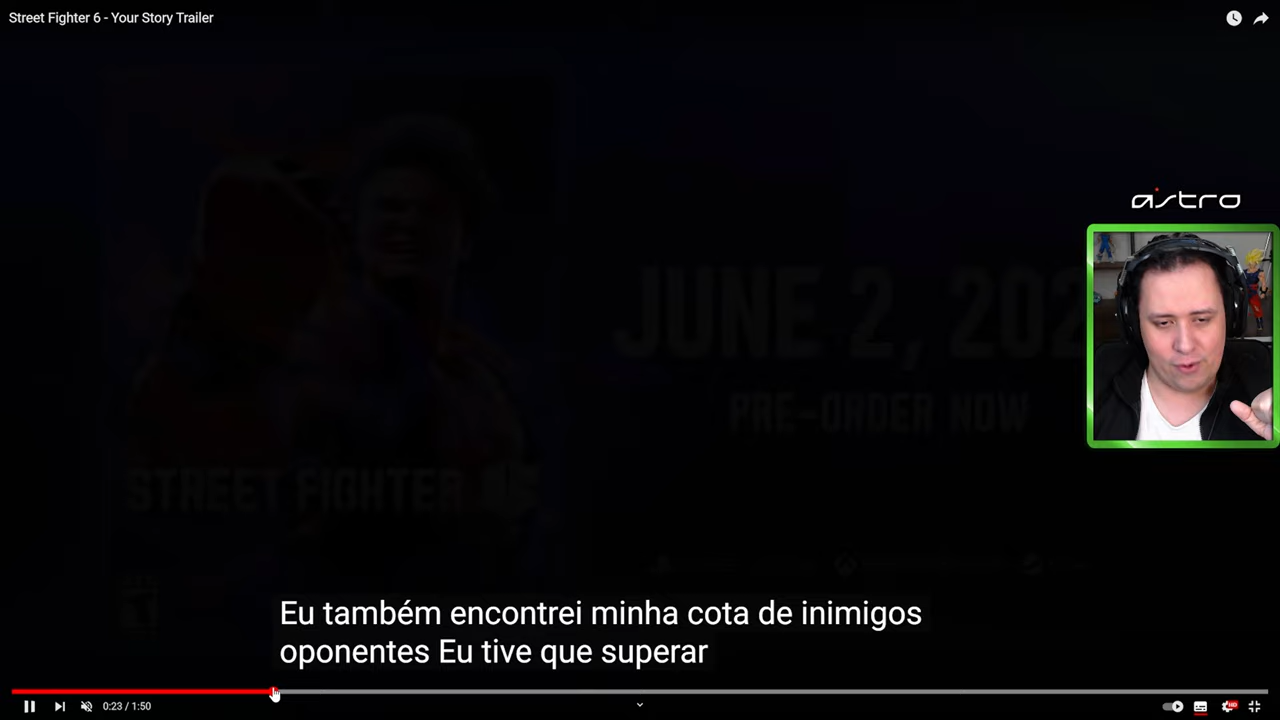 Street Fighter 6 - Your Story Trailer
astro
JUNE 2, 202
PRE-ORDER NOW
STREET FIGHTER
Eu também encontrei minha cota de inimigos
oponentes Eu tive que superar
0:23 / 1:50
HD